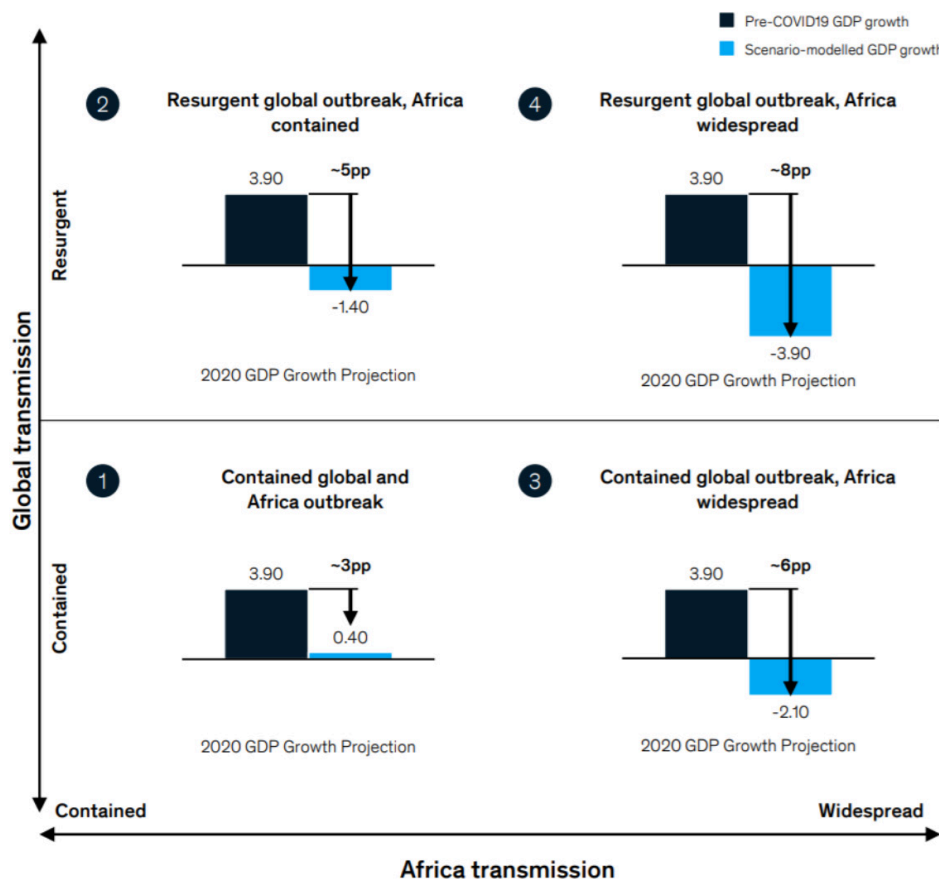 Pre-COVID19 GDP growth
Scenario-modelled GDP growth
2
Resurgent global outbreak, Africa
contained
3.90
~5pp
-1.40
2020 GDP Growth Projection
4
Resurgent global outbreak, Africa
widespread
3.90
~8pp
-3.90
2020 GDP Growth Projection
Resurgent
Global transmission
1
Contained global and
Africa outbreak
3.90
~3pp
0.40
2020 GDP Growth Projection
3
Contained global outbreak, Africa
widespread
3.90
~6pp
-2.10
2020 GDP Growth Projection
Contained
Contained
Widespread
Africa transmission